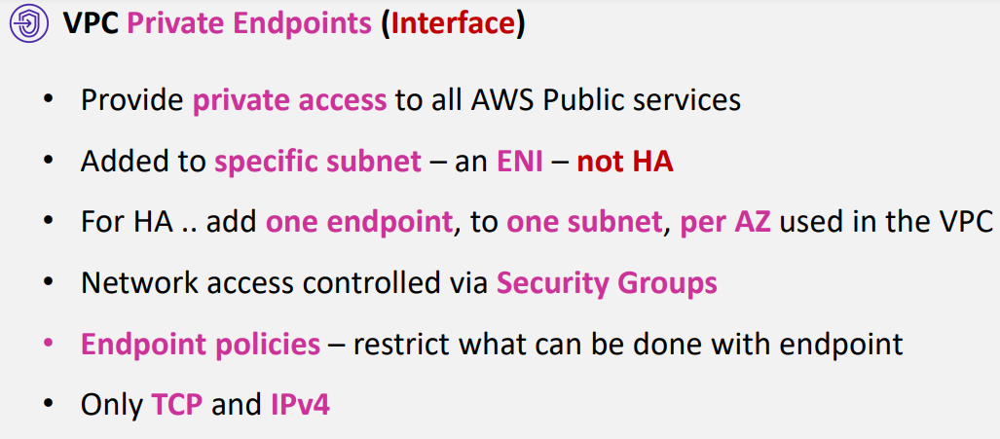 VPC Private Endpoints (Interface)
• Provide private access to all AWS Public services
• Added to specific subnet – an ENI – not HA
• For HA .. add one endpoint, to one subnet, per AZ used in the VPC
• Network access controlled via Security Groups
• Endpoint policies – restrict what can be done with endpoint
• Only TCP and IPv4